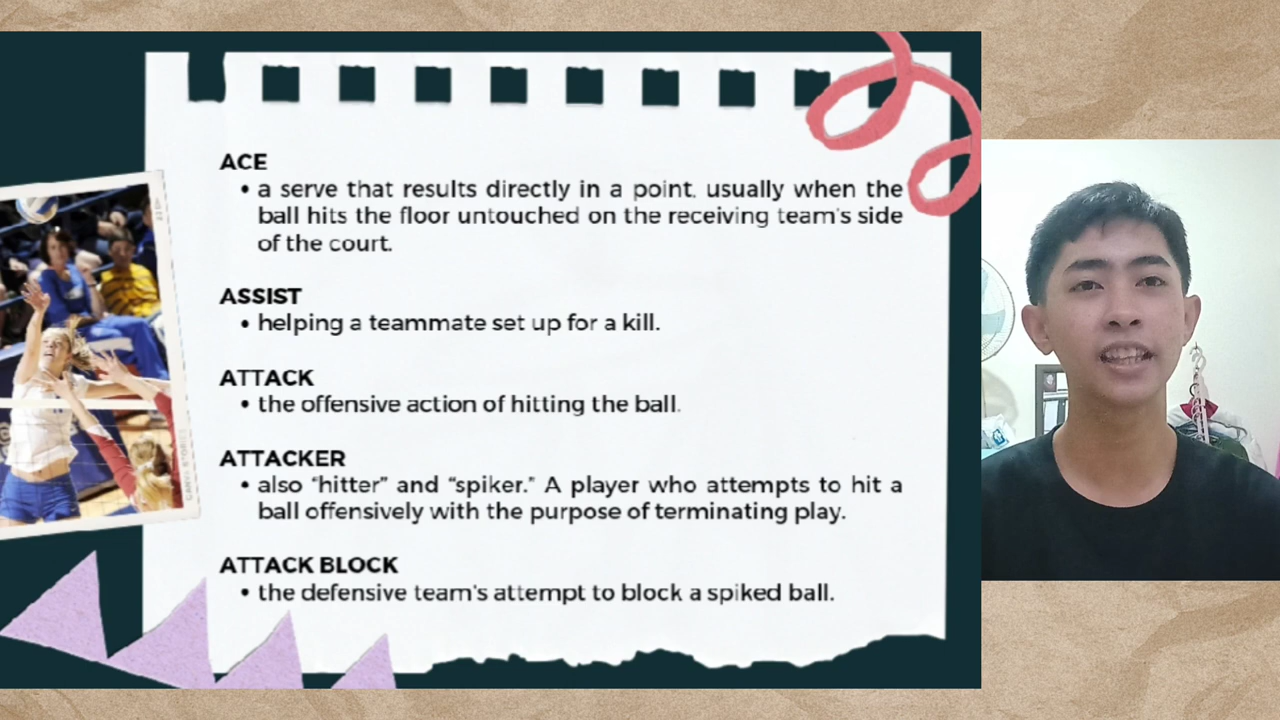 ACE
• a serve that results directly in a point, usually when the
ball hits the floor untouched on the receiving team's side
of the court.
ASSIST
• helping a teammate set up for a kill.
ATTACK
• the offensive action of hitting the ball.
ATTACKER
• also "hitter" and "spiker." A player who attempts to hit a
ball offensively with the purpose of terminating play.
ATTACK BLOCK
• the defensive team's attempt to block a spiked ball.